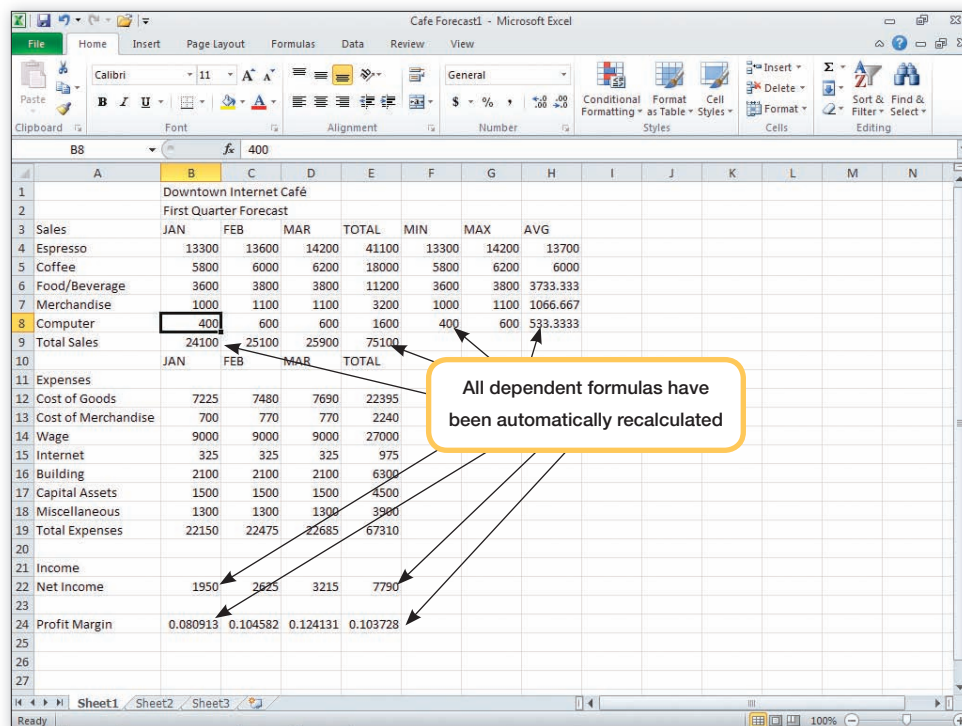 Cafe Forecast1 - Microsoft Excel
File Home Insert Page Layout Formulas Data Review View
Calibri 11 A A General Insert Σ
Paste B I U A $ % , .0 .00 .00 .0 Conditional Formatting Format as Table Cell Styles Delete Format Sort & Filter Find & Select
Clipboard Font Alignment Number Styles Cells Editing
B8 fx 400
A B C D E F G H I J K L M N
1 Downtown Internet Café
2 First Quarter Forecast
3 Sales JAN FEB MAR TOTAL MIN MAX AVG
4 Espresso 13300 13600 14200 41100 13300 14200 13700
5 Coffee 5800 6000 6200 18000 5800 6200 6000
6 Food/Beverage 3600 3800 3800 11200 3600 3800 3733.333
7 Merchandise 1000 1100 1100 3200 1000 1100 1066.667
8 Computer 400 600 600 1600 400 600 533.3333
9 Total Sales 24100 25100 25900 75100
10 JAN FEB MAR TOTAL
11 Expenses
All dependent formulas have
been automatically recalculated
12 Cost of Goods 7225 7480 7690 22395
13 Cost of Merchandise 700 770 770 2240
14 Wage 9000 9000 9000 27000
15 Internet 325 325 325 975
16 Building 2100 2100 2100 6300
17 Capital Assets 1500 1500 1500 4500
18 Miscellaneous 1300 1300 1300 3900
19 Total Expenses 22150 22475 22685 67310
20
21 Income
22 Net Income 1950 2625 3215 7790
23
24 Profit Margin 0.080913 0.104582 0.124131 0.103728
25
26
27
Sheet1 Sheet2 Sheet3
Ready 100%